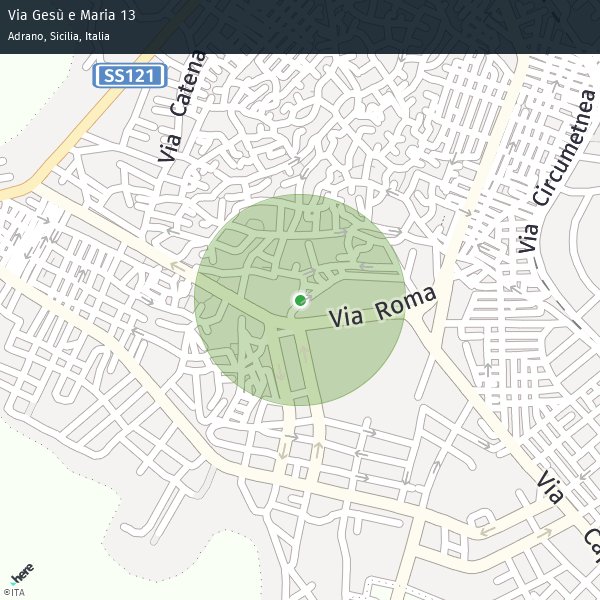 Via Gesù e Maria 13
Adrano, Sicilia, Italia
SS121
Via Catena
Via Circumetnea
Via Roma
Via
Ca
here
©ITA